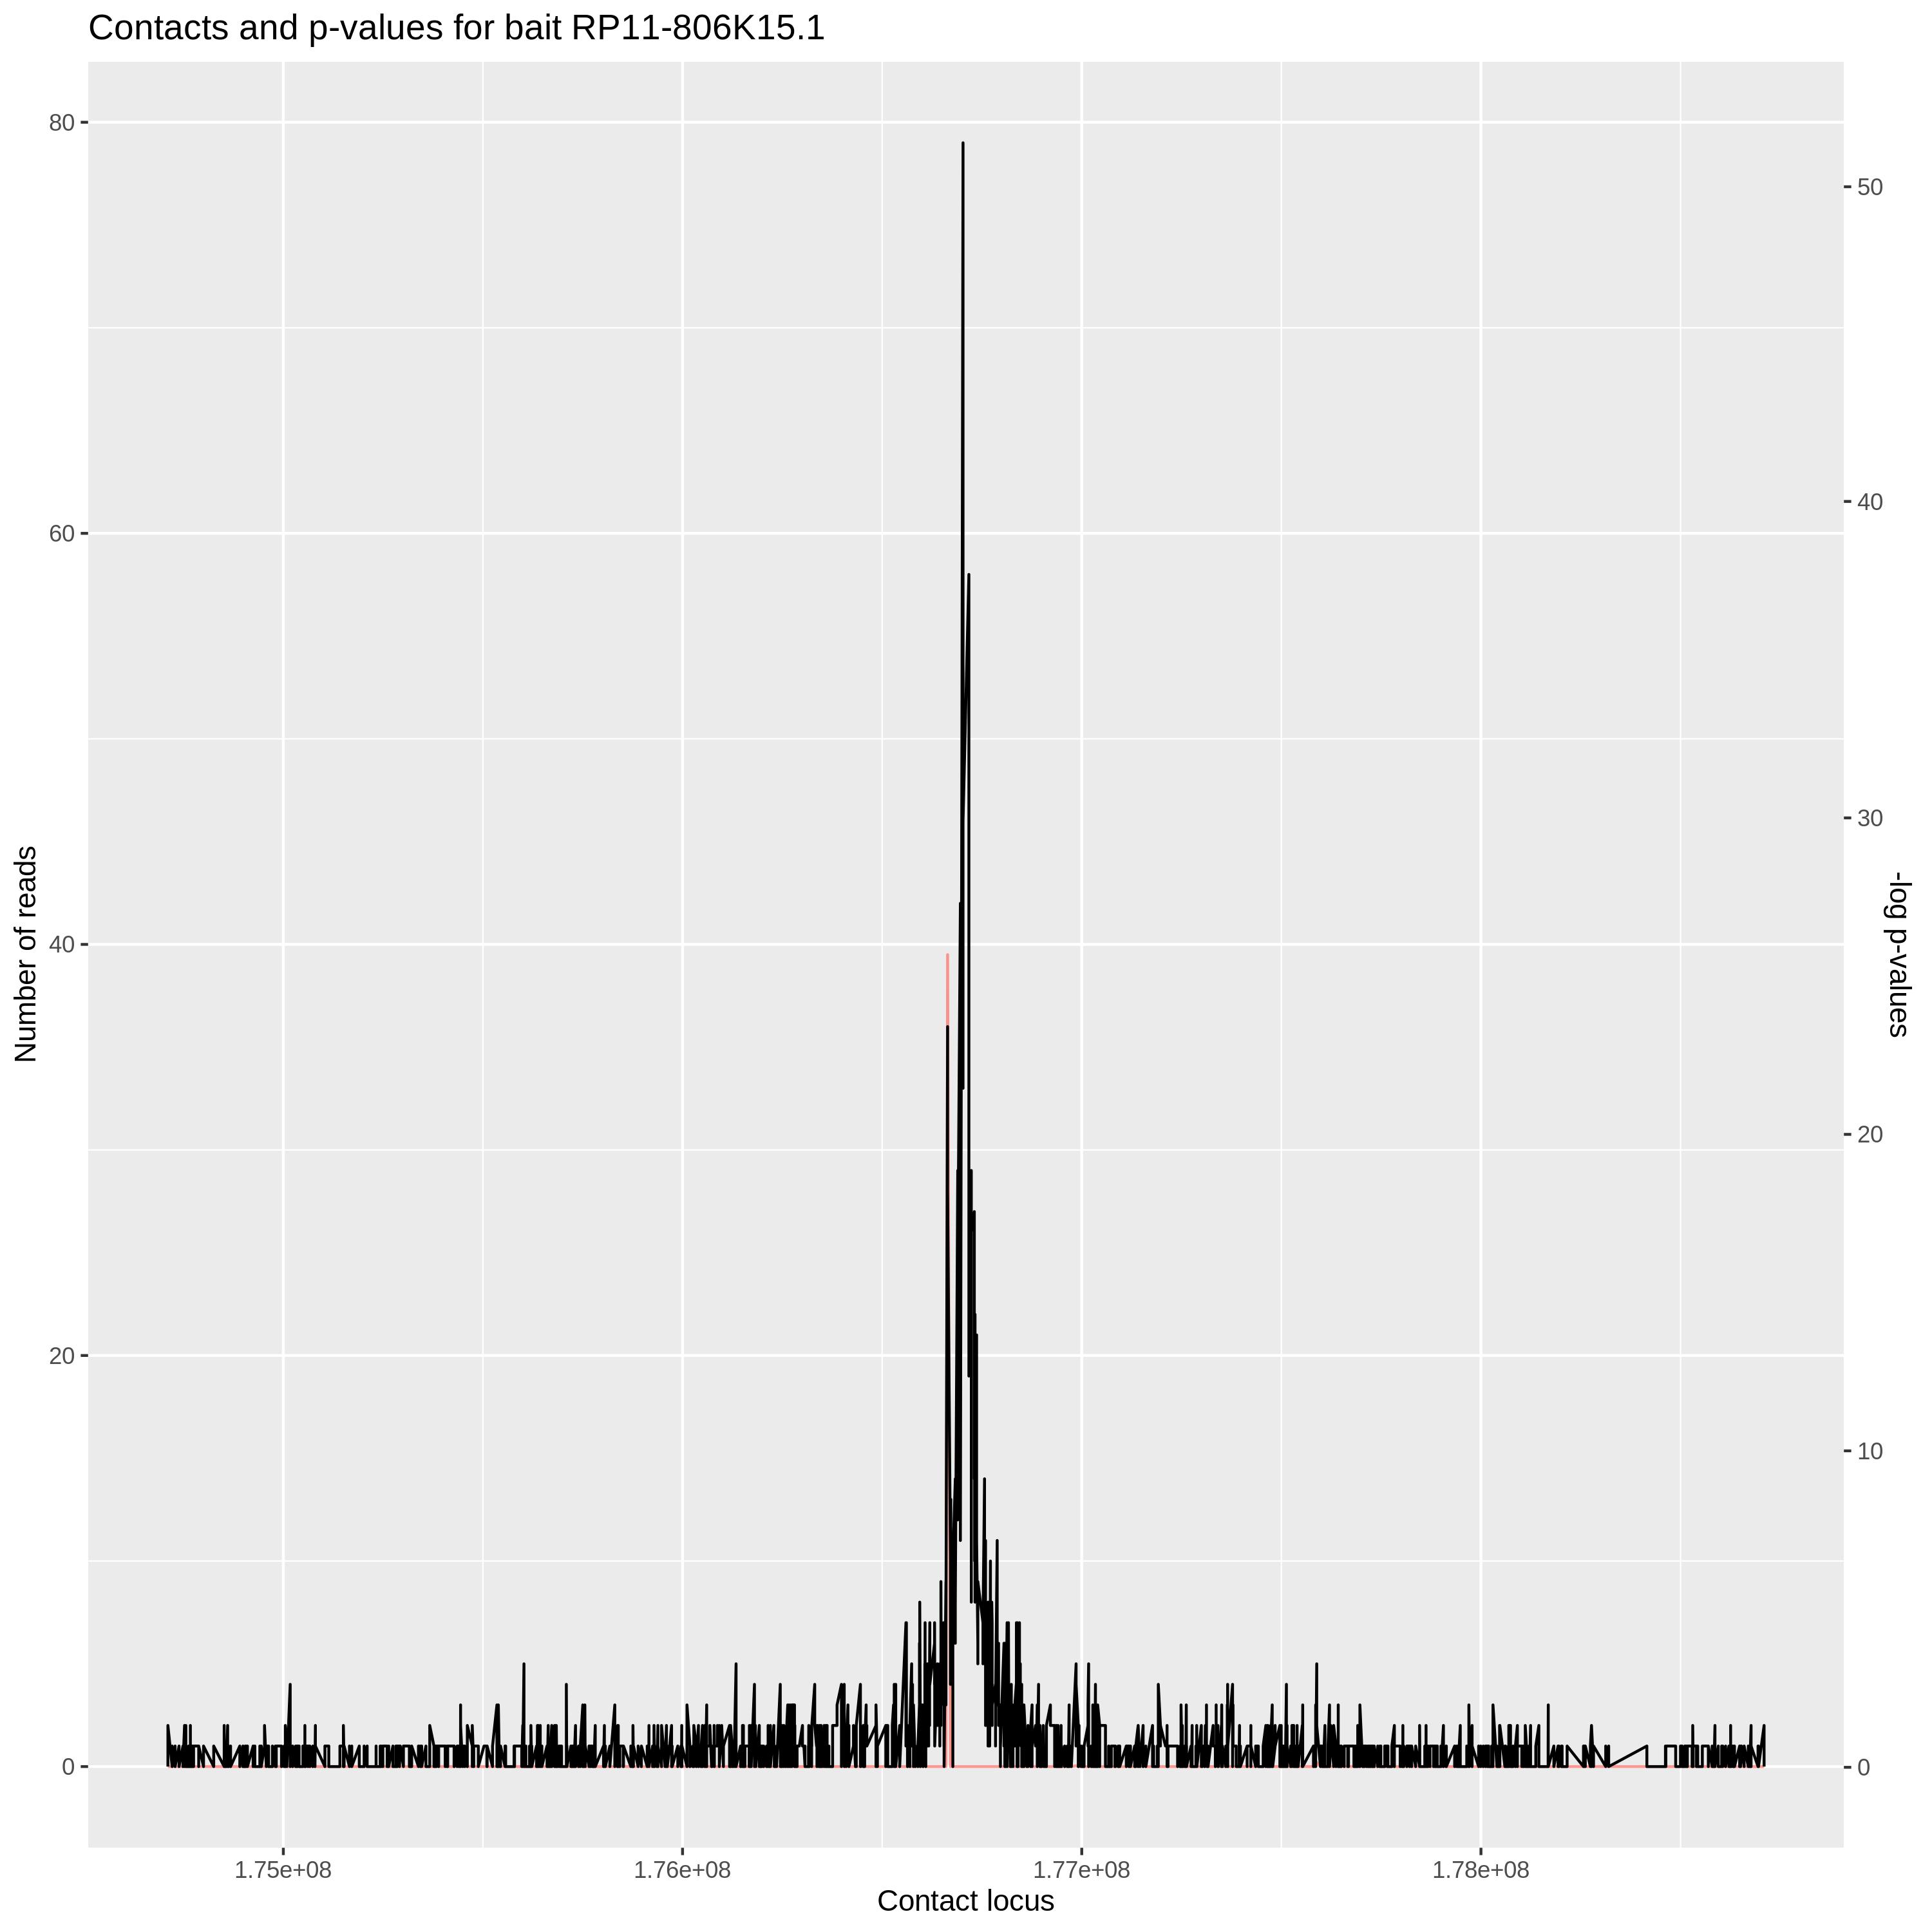 Contacts and p-values for bait RP11-806K15.1
80
60
40
20
0
Number of reads
50
40
30
20
10
0
-log p-values
1.75e+08 1.76e+08 1.77e+08 1.78e+08
Contact locus